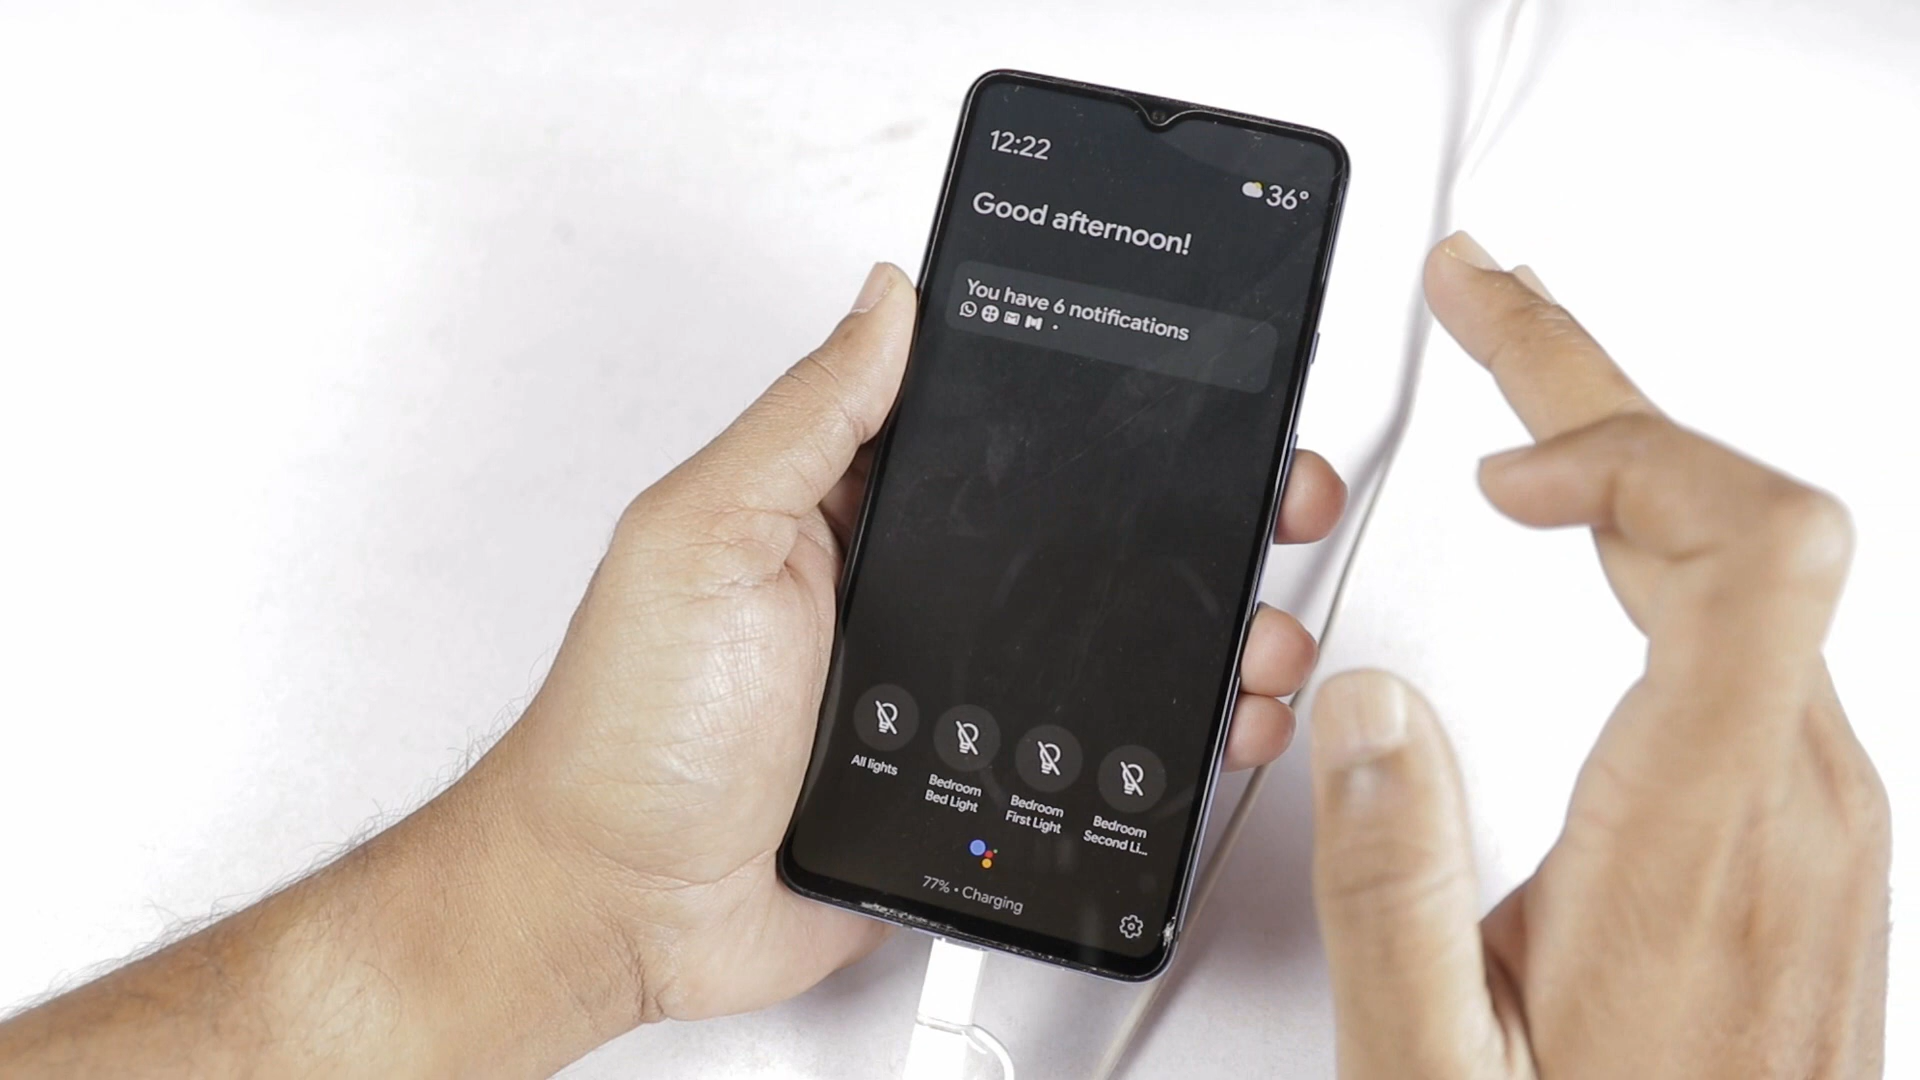 12:22
36°
Good afternoon!
You have 6 notifications
All lights
Bedroom
Bed Light
Bedroom
First Light
Bedroom
Second Li...
77% • Charging